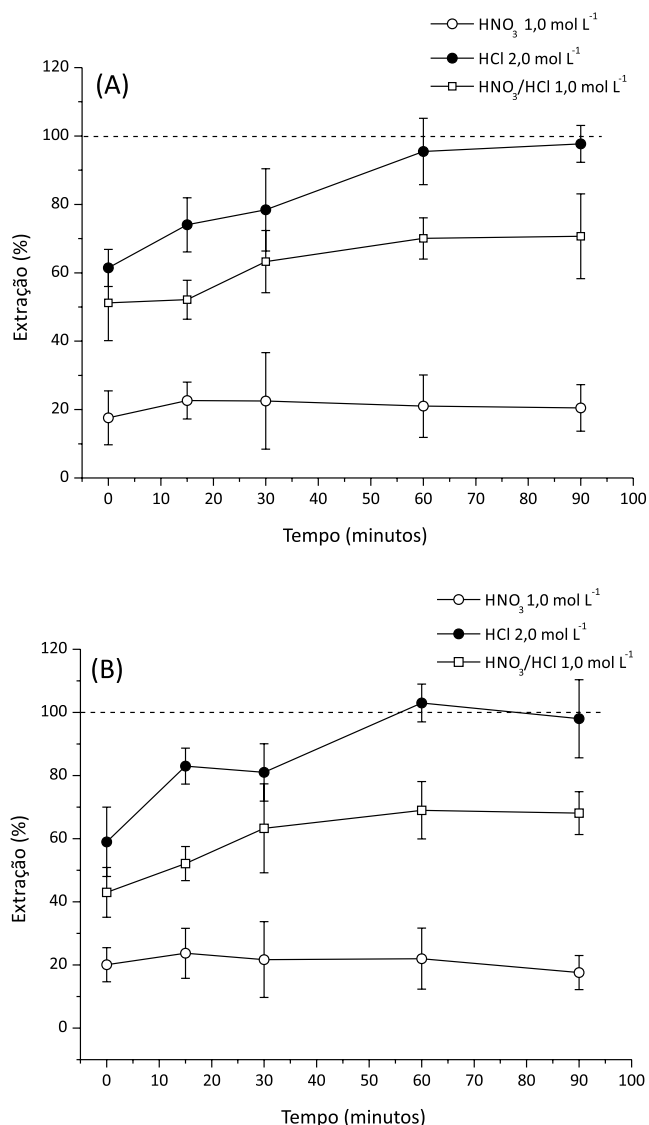 HNO₃ 1,0 mol L⁻¹
HCl 2,0 mol L⁻¹
HNO₃/HCl 1,0 mol L⁻¹
(A)
120
100
80
60
40
20
0
Extração (%)
0 10 20 30 40 50 60 70 80 90 100
Tempo (minutos)
HNO₃ 1,0 mol L⁻¹
HCl 2,0 mol L⁻¹
HNO₃/HCl 1,0 mol L⁻¹
(B)
120
100
80
60
40
20
0
Extração (%)
0 10 20 30 40 50 60 70 80 90 100
Tempo (minutos)